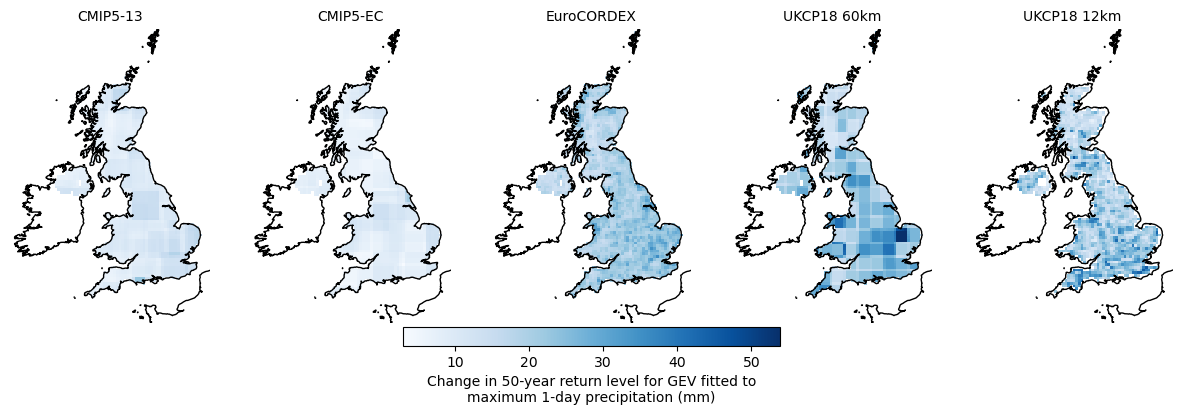 CMIP5-13
CMIP5-EC
EuroCORDEX
UKCP18 60km
UKCP18 12km
10
20
30
40
50
Change in 50-year return level for GEV fitted to
maximum 1-day precipitation (mm)